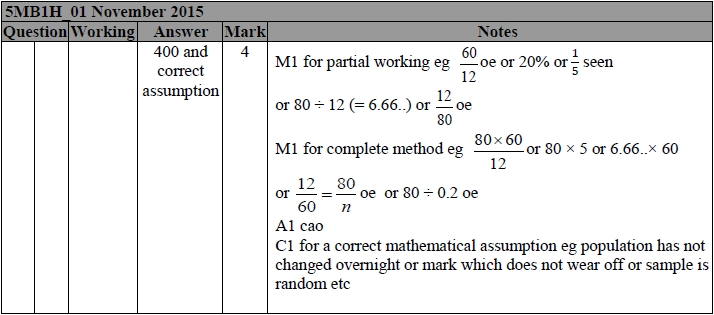 5MB1H_01 November 2015
Question Working Answer Mark Notes
400 and correct assumption 4 M1 for partial working eg 60/12 oe or 20% or 1/5 seen
or 80 ÷ 12 (= 6.66..) or 12/80 oe
M1 for complete method eg 80 × 60/12 or 80 × 5 or 6.66..× 60
or 12/60 = 80/n oe or 80 ÷ 0.2 oe
A1 cao
C1 for a correct mathematical assumption eg population has not
changed overnight or mark which does not wear off or sample is
random etc